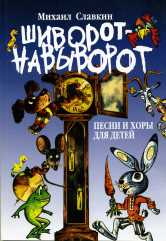 Михаил Славкин
ШИВОРОТ-
НАВЫВОРОТ
ПЕСНИ И ХОРЫ
ДЛЯ ДЕТЕЙ